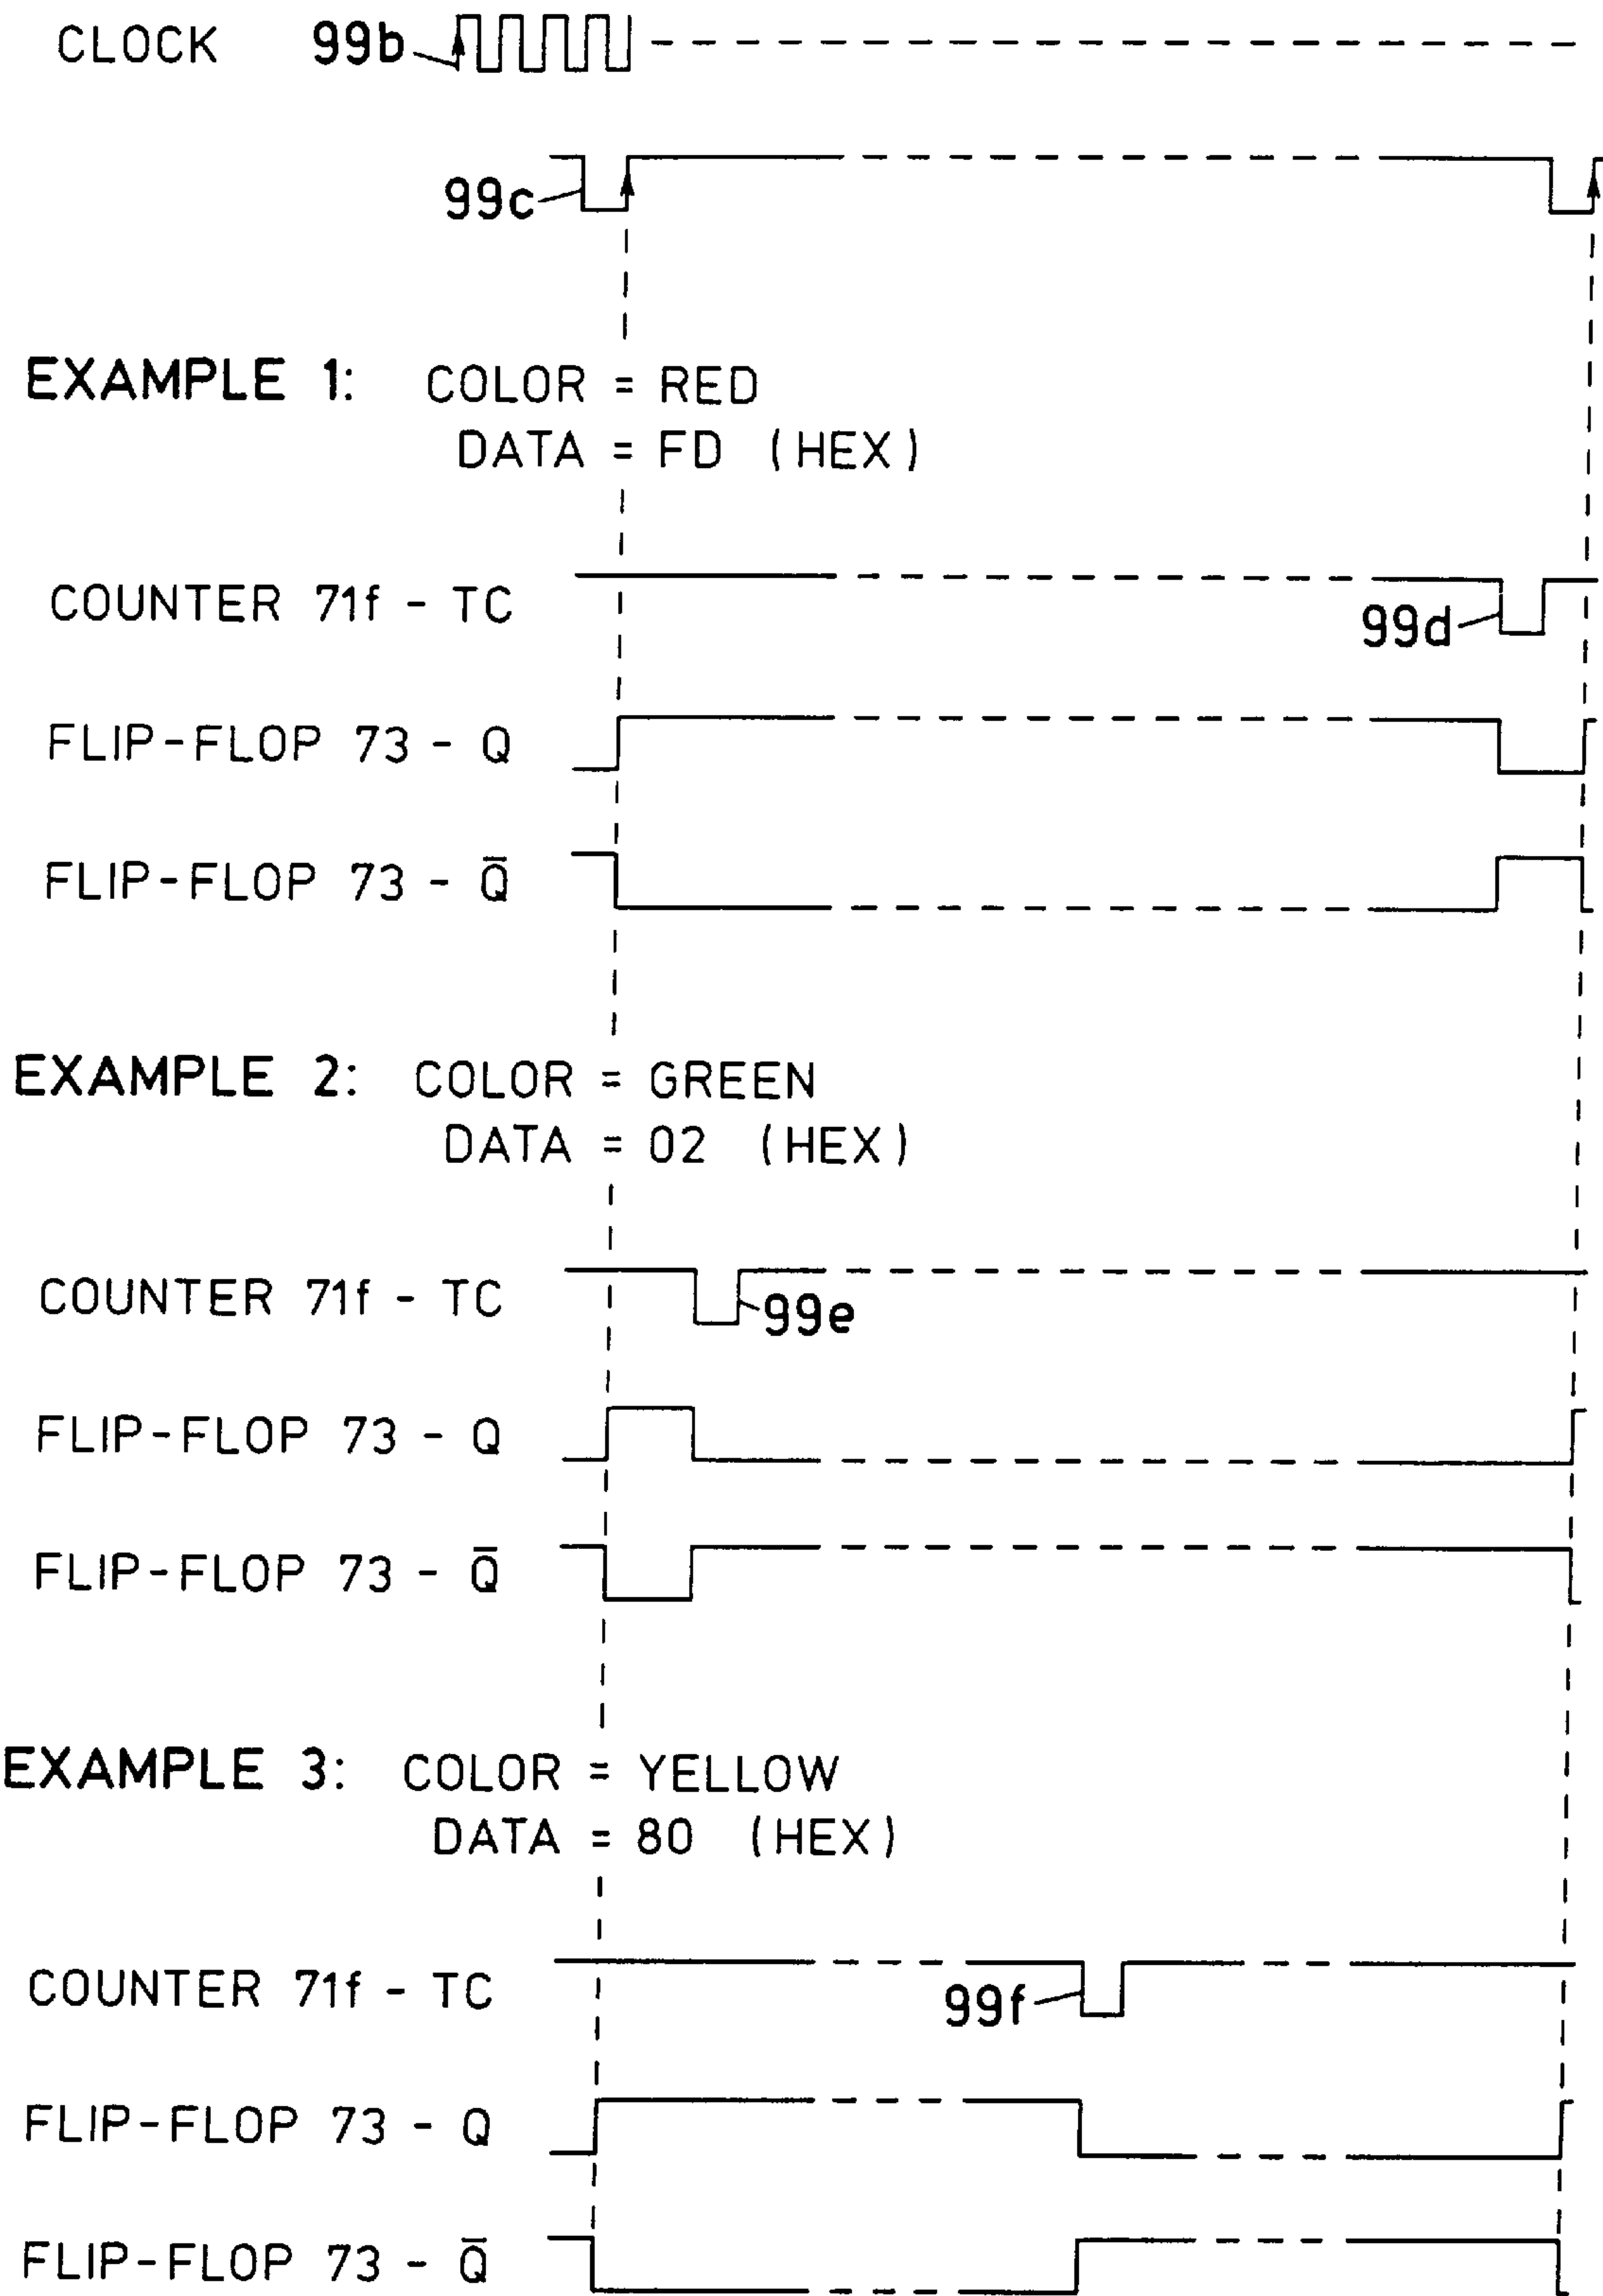 CLOCK 99b
99c
EXAMPLE 1: COLOR = RED
DATA = FD (HEX)
COUNTER 71f - TC
99d
FLIP-FLOP 73 - Q
FLIP-FLOP 73 - Q̅
EXAMPLE 2: COLOR = GREEN
DATA = 02 (HEX)
COUNTER 71f - TC
99e
FLIP-FLOP 73 - Q
FLIP-FLOP 73 - Q̅
EXAMPLE 3: COLOR = YELLOW
DATA = 80 (HEX)
COUNTER 71f - TC
99f
FLIP-FLOP 73 - Q
FLIP-FLOP 73 - Q̅